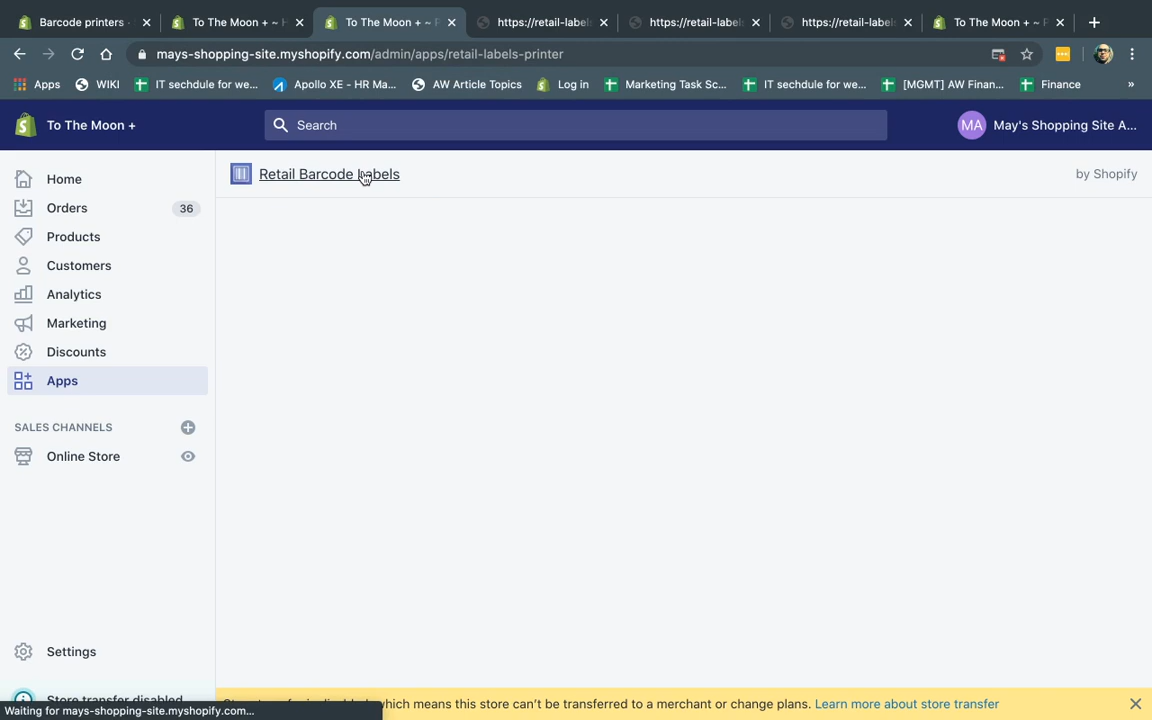 Barcode printers
To The Moon + ~ H
To The Moon + ~ F
https://retail-label
https://retail-label
https://retail-label
To The Moon + ~ F
mays-shopping-site.myshopify.com/admin/apps/retail-labels-printer
Apps
WIKI
IT sechdule for we...
Apollo XE - HR Ma...
AW Article Topics
Log in
Marketing Task Sc...
IT sechdule for we...
[MGMT] AW Finan...
Finance
»
To The Moon +
Search
MA
May's Shopping Site A...
Home
Orders
36
Products
Customers
Analytics
Marketing
Discounts
Apps
SALES CHANNELS
Online Store
Settings
Store transfer disabled
Retail Barcode Labels
by Shopify
which means this store can't be transferred to a merchant or change plans. Learn more about store transfer
Waiting for mays-shopping-site.myshopify.com...